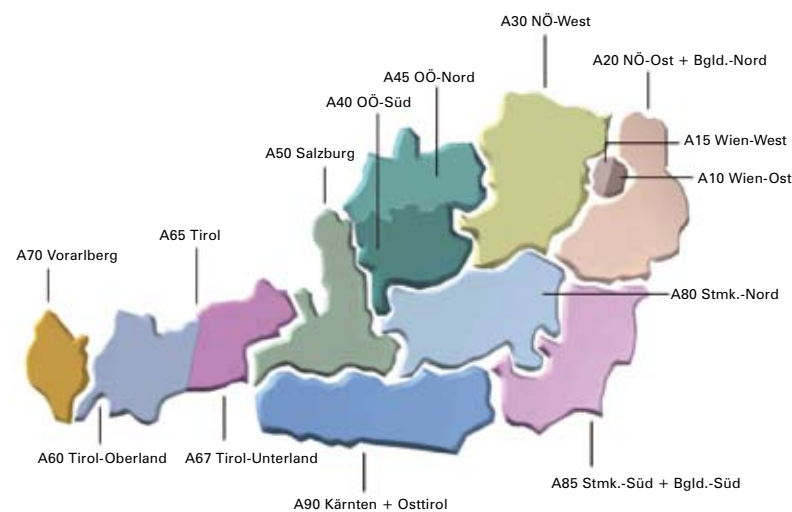 A30 NÖ-West
A20 NÖ-Ost + Bgld.-Nord
A45 OÖ-Nord
A40 OÖ-Süd
A15 Wien-West
A50 Salzburg
A10 Wien-Ost
A65 Tirol
A70 Vorarlberg
A80 Stmk.-Nord
A60 Tirol-Oberland
A67 Tirol-Unterland
A85 Stmk.-Süd + Bgld.-Süd
A90 Kärnten + Osttirol